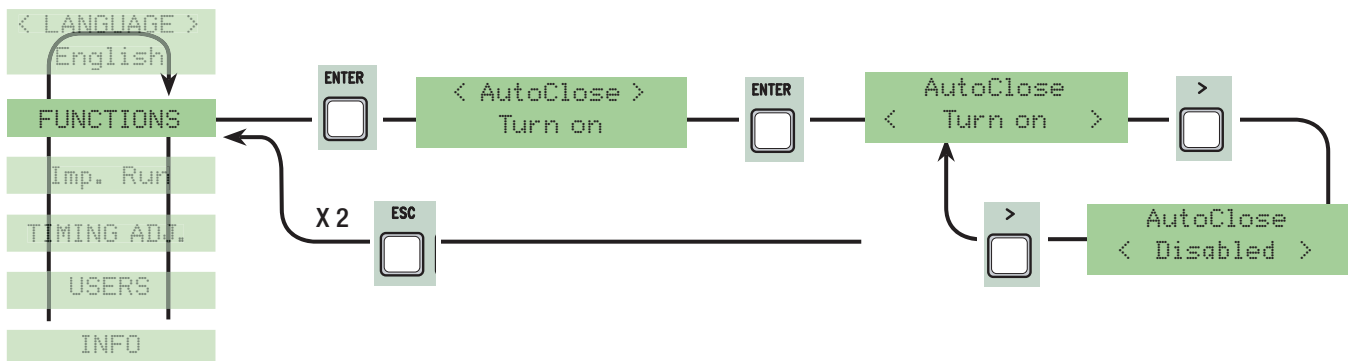 < LANGUAGE >
English
FUNCTIONS
Imp. Run
TIMING ADJ.
USERS
INFO
ENTER
< AutoClose >
Turn on
ENTER
AutoClose
< Turn on >
>
AutoClose
< Disabled >
>
X 2
ESC